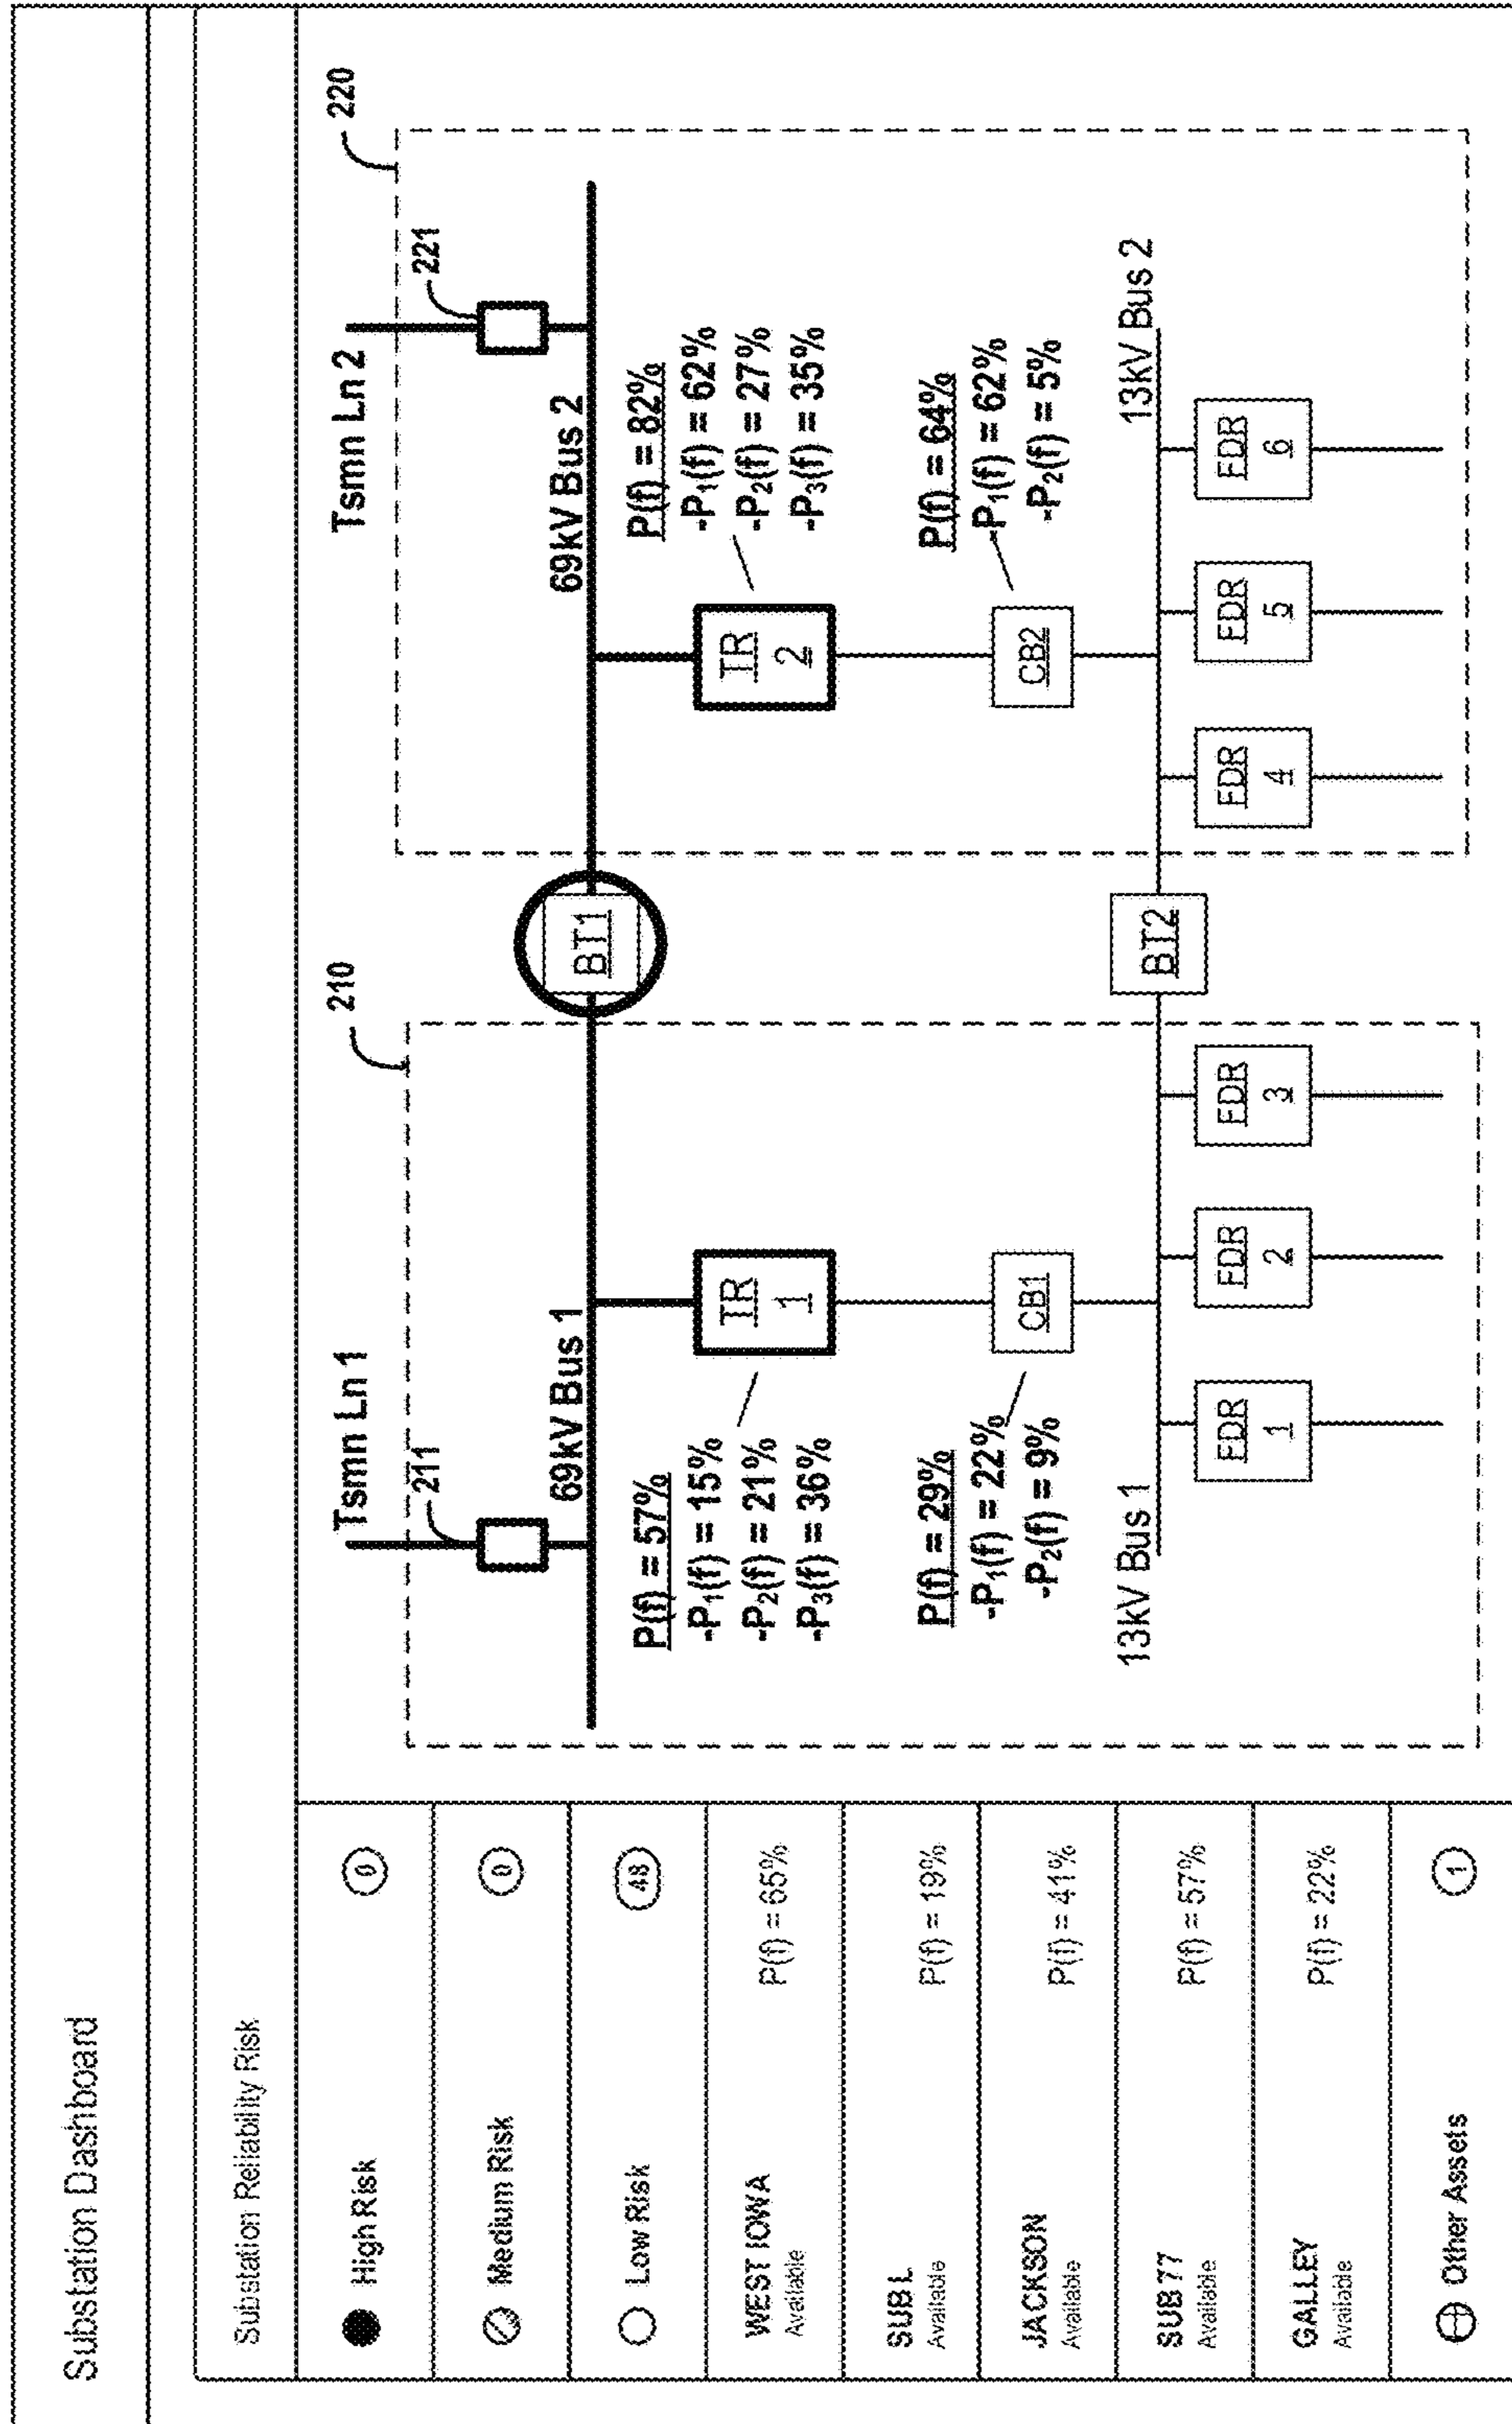 Substation Dashboard
Substation Reliability Risk
High Risk
0
Medium Risk
0
Low Risk
48
WEST IOWA
Available
P(f) = 65%
SUB L
Available
P(f) = 19%
JACKSON
Available
P(f) = 41%
SUB 77
Available
P(f) = 57%
GALLEY
Available
P(f) = 22%
Other Assets
1
210
Tsmn Ln 1
211
69kV Bus 1
P(f) = 57%
-P₁(f) = 15%
-P₂(f) = 21%
-P₃(f) = 36%
TR
1
P(f) = 29%
-P₁(f) = 22%
-P₂(f) = 9%
CB1
13kV Bus 1
FDR
1
FDR
2
FDR
3
BT1
BT2
220
Tsmn Ln 2
221
69kV Bus 2
TR
2
P(f) = 82%
-P₁(f) = 62%
-P₂(f) = 27%
-P₃(f) = 35%
CB2
P(f) = 64%
-P₁(f) = 62%
-P₂(f) = 5%
13kV Bus 2
FDR
4
FDR
5
FDR
6